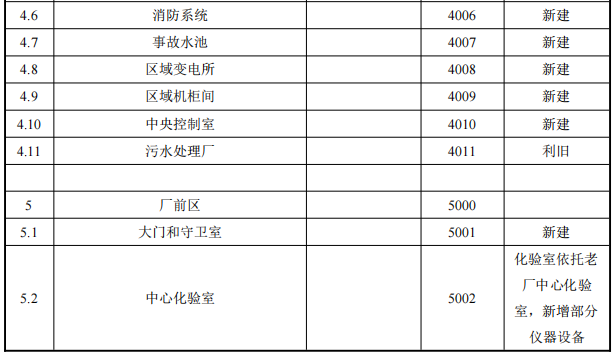 4.6 消防系统 4006 新建
4.7 事故水池 4007 新建
4.8 区域变电所 4008 新建
4.9 区域机柜间 4009 新建
4.10 中央控制室 4010 新建
4.11 污水处理厂 4011 利旧
5 厂前区 5000
5.1 大门和守卫室 5001 新建
5.2 中心化验室 5002 化验室依托老
厂中心化验
室，新增部分
仪器设备